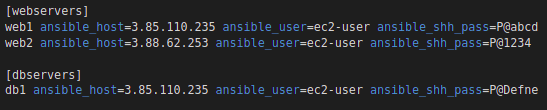 [webservers]
web1 ansible_host=3.85.110.235 ansible_user=ec2-user ansible_shh_pass=P@abcd
web2 ansible_host=3.88.62.253 ansible_user=ec2-user ansible_shh_pass=P@1234
[dbservers]
db1 ansible_host=3.85.110.235 ansible_user=ec2-user ansible_shh_pass=P@Defne